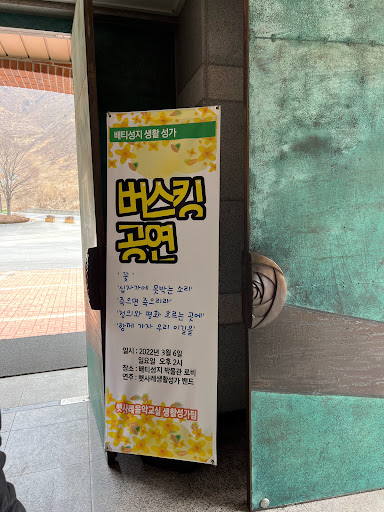 배티성지 생활 성가
버스킹
공연
'꿈'
'십자가에 못박는 소리'
'죽으면 죽으리라'
'정의와 평화 흐르는 곳에'
'함께 가자 우리 이길을'
일시 : 2022년 3월 6일
일요일 오후 2시
장소 : 배티성지 박물관 로비
연주 : 햇사레생활성가 밴드
햇사레음악교실 생활성가팀